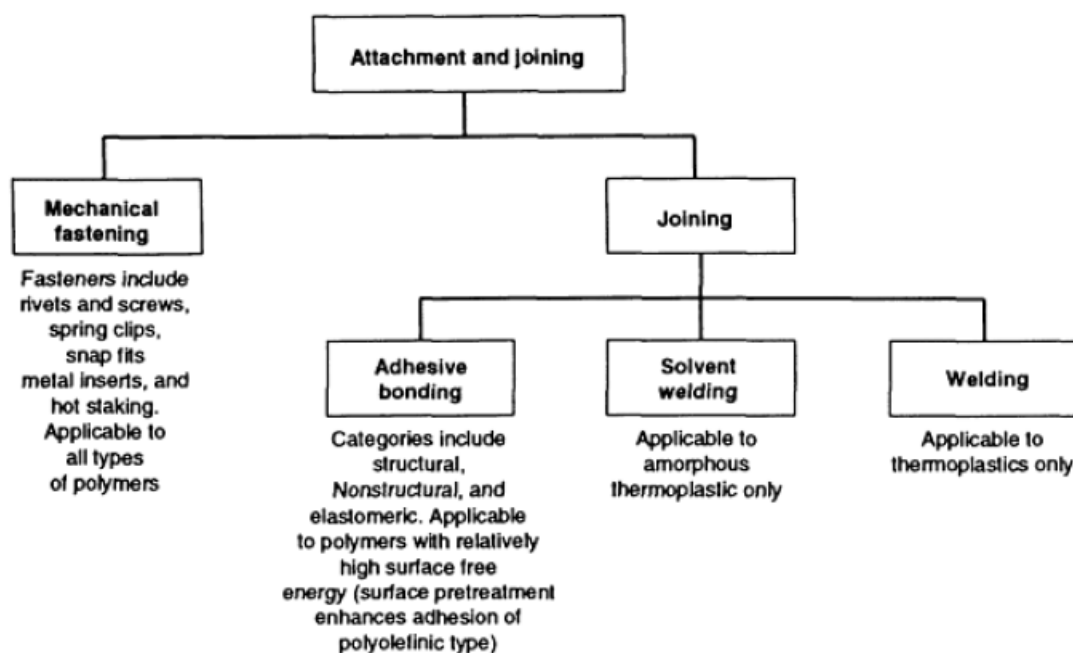 Attachment and joining
Mechanical
fastening
Fasteners include
rivets and screws,
spring clips,
snap fits
metal inserts, and
hot staking.
Applicable to
all types
of polymers
Joining
Adhesive
bonding
Categories include
structural,
Nonstructural, and
elastomeric. Applicable
to polymers with relatively
high surface free
energy (surface pretreatment
enhances adhesion of
polyolefinic type)
Solvent
welding
Applicable to
amorphous
thermoplastic only
Welding
Applicable to
thermoplastics only